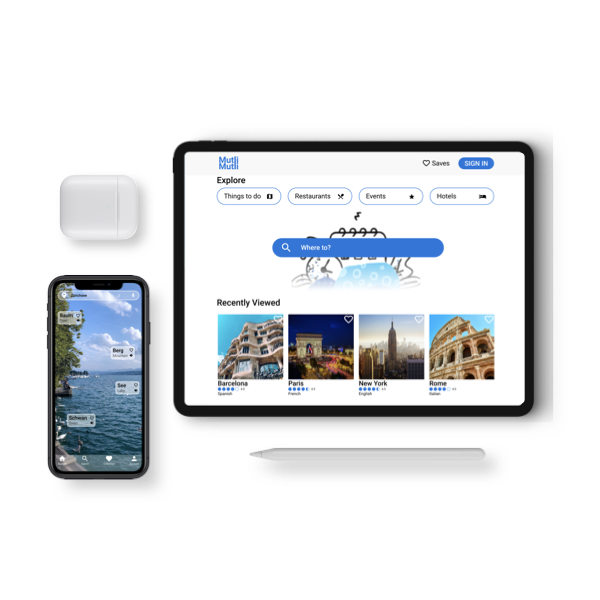 Mutli
Mutli
Saves
SIGN IN
Explore
Things to do
Restaurants
Events
Hotels
Where to?
Recently Viewed
Barcelona
Spanish
Paris
French
New York
English
Rome
Italian
Baum
Berg
See
Schwan